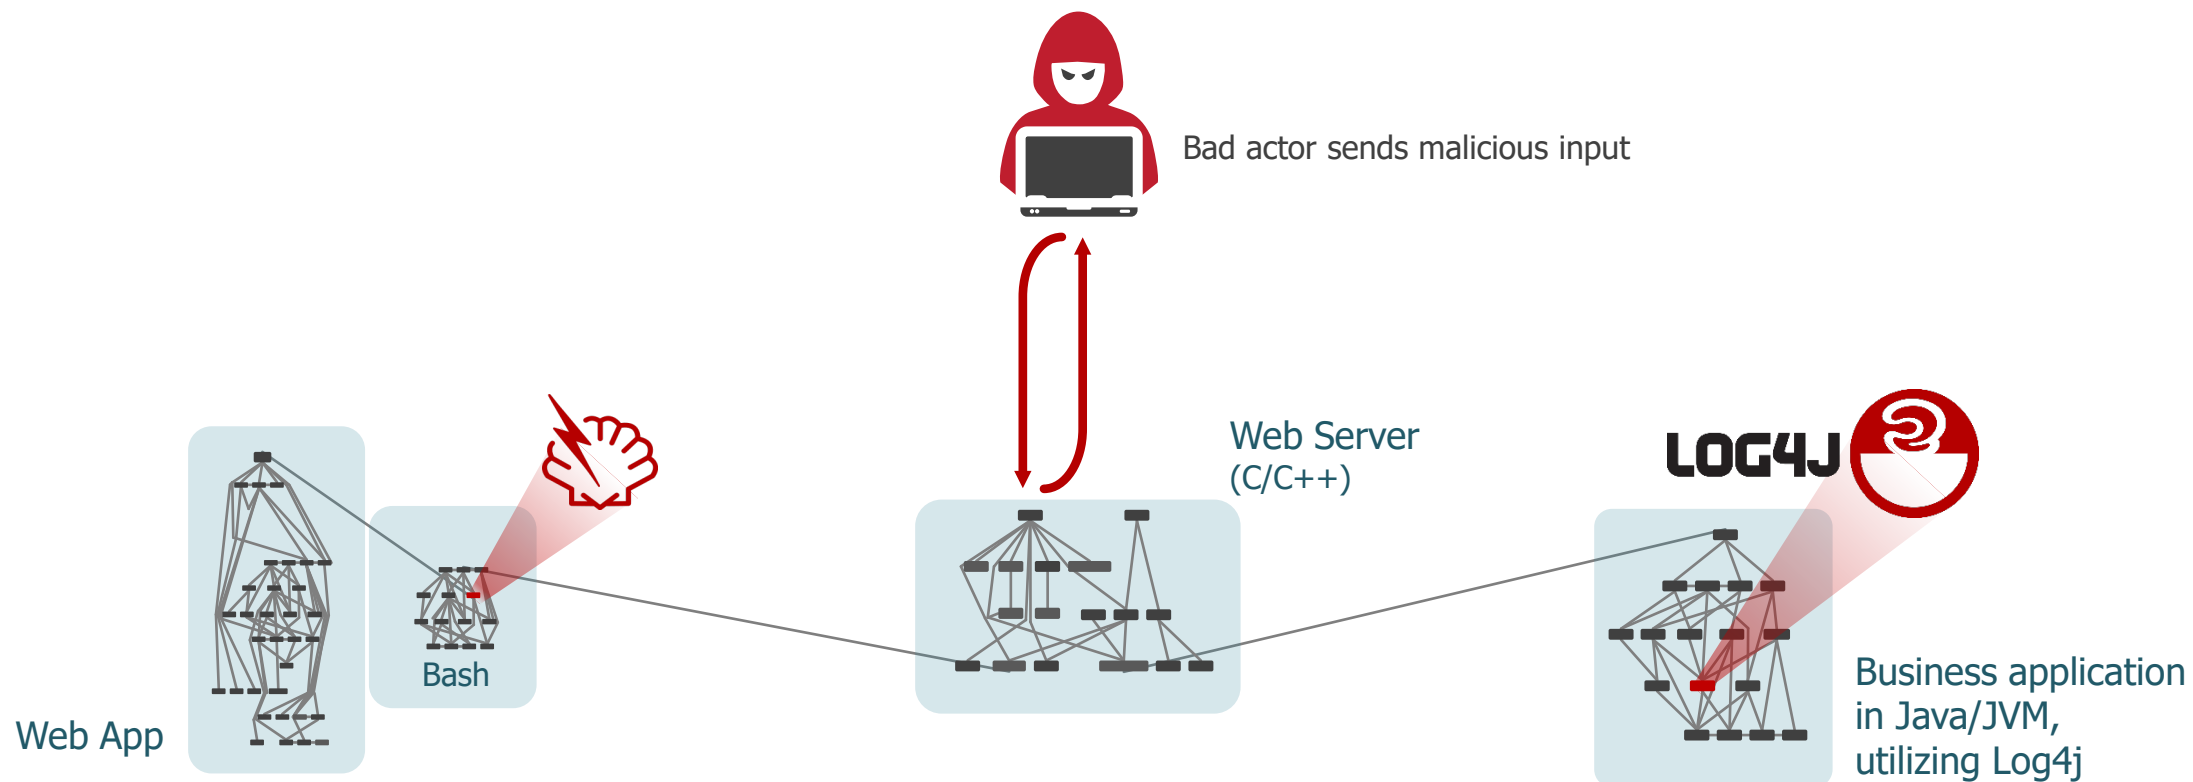 Bad actor sends malicious input
Web Server
(C/C++)
LOG4J
Bash
Web App
Business application
in Java/JVM,
utilizing Log4j